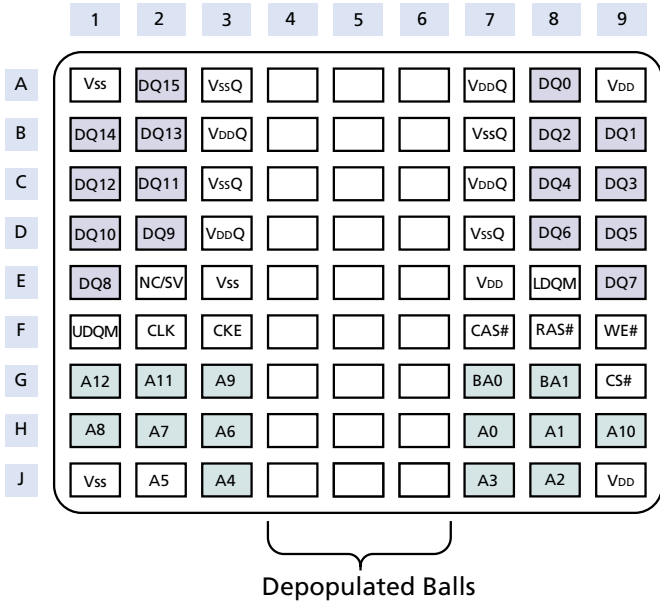 1 2 3 4 5 6 7 8 9
A Vss DQ15 VssQ VDDQ DQ0 VDD
B DQ14 DQ13 VDDQ VssQ DQ2 DQ1
C DQ12 DQ11 VssQ VDDQ DQ4 DQ3
D DQ10 DQ9 VDDQ VssQ DQ6 DQ5
E DQ8 NC/SV Vss VDD LDQM DQ7
F UDQM CLK CKE CAS# RAS# WE#
G A12 A11 A9 BA0 BA1 CS#
H A8 A7 A6 A0 A1 A10
J Vss A5 A4 A3 A2 VDD
Depopulated Balls